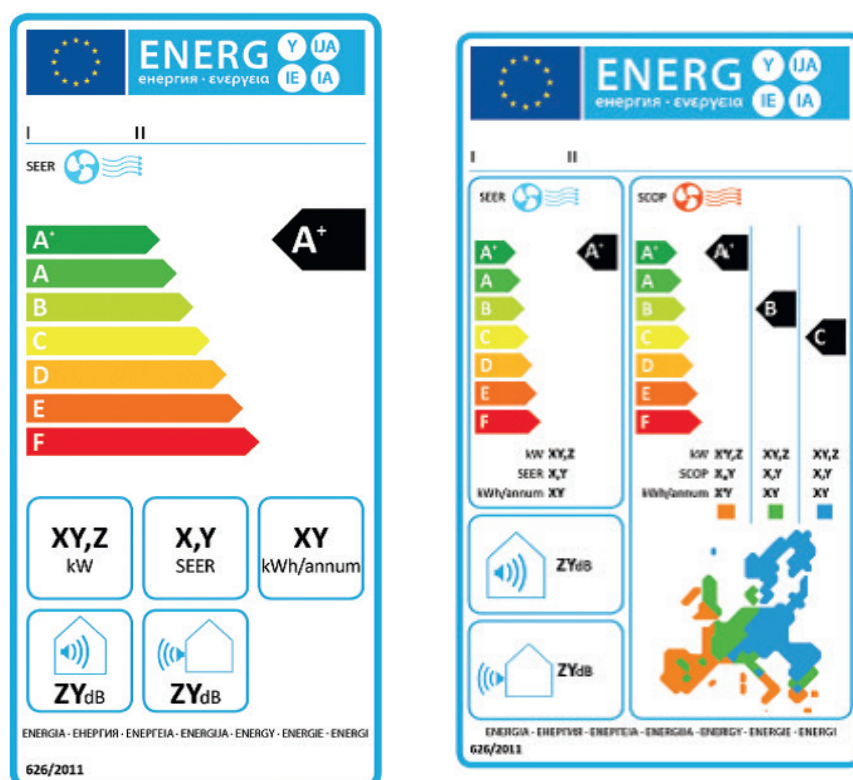 ENERG Y IJA
енергия · ενεργεια IE IA
I II
SEER
A+ A+
A
B
C
D
E
F
XY,Z
kW
X,Y
SEER
XY
kWh/annum
ZYdB
ZYdB
ENERGIA · ЕНЕРГИЯ · ΕΝΕΡΓΕΙΑ · ENERGIJA · ENERGY · ENERGIE · ENERGI
626/2011
ENERG Y IJA
енергия · ενεργεια IE IA
I II
SEER
A+ A+
A
B
C
D
E
F
kW XY,Z
SEER X,Y
kWh/annum XY
SCOP
A+ A+
A
B B
C C
D
E
F
kW XY,Z XY,Z XY,Z
SCOP X,Y X,Y X,Y
kWh/annum XY XY XY
ZYdB
ZYdB
ENERGIA · ЕНЕРГИЯ · ΕΝΕΡΓΕΙΑ · ENERGIJA · ENERGY · ENERGIE · ENERGI
626/2011